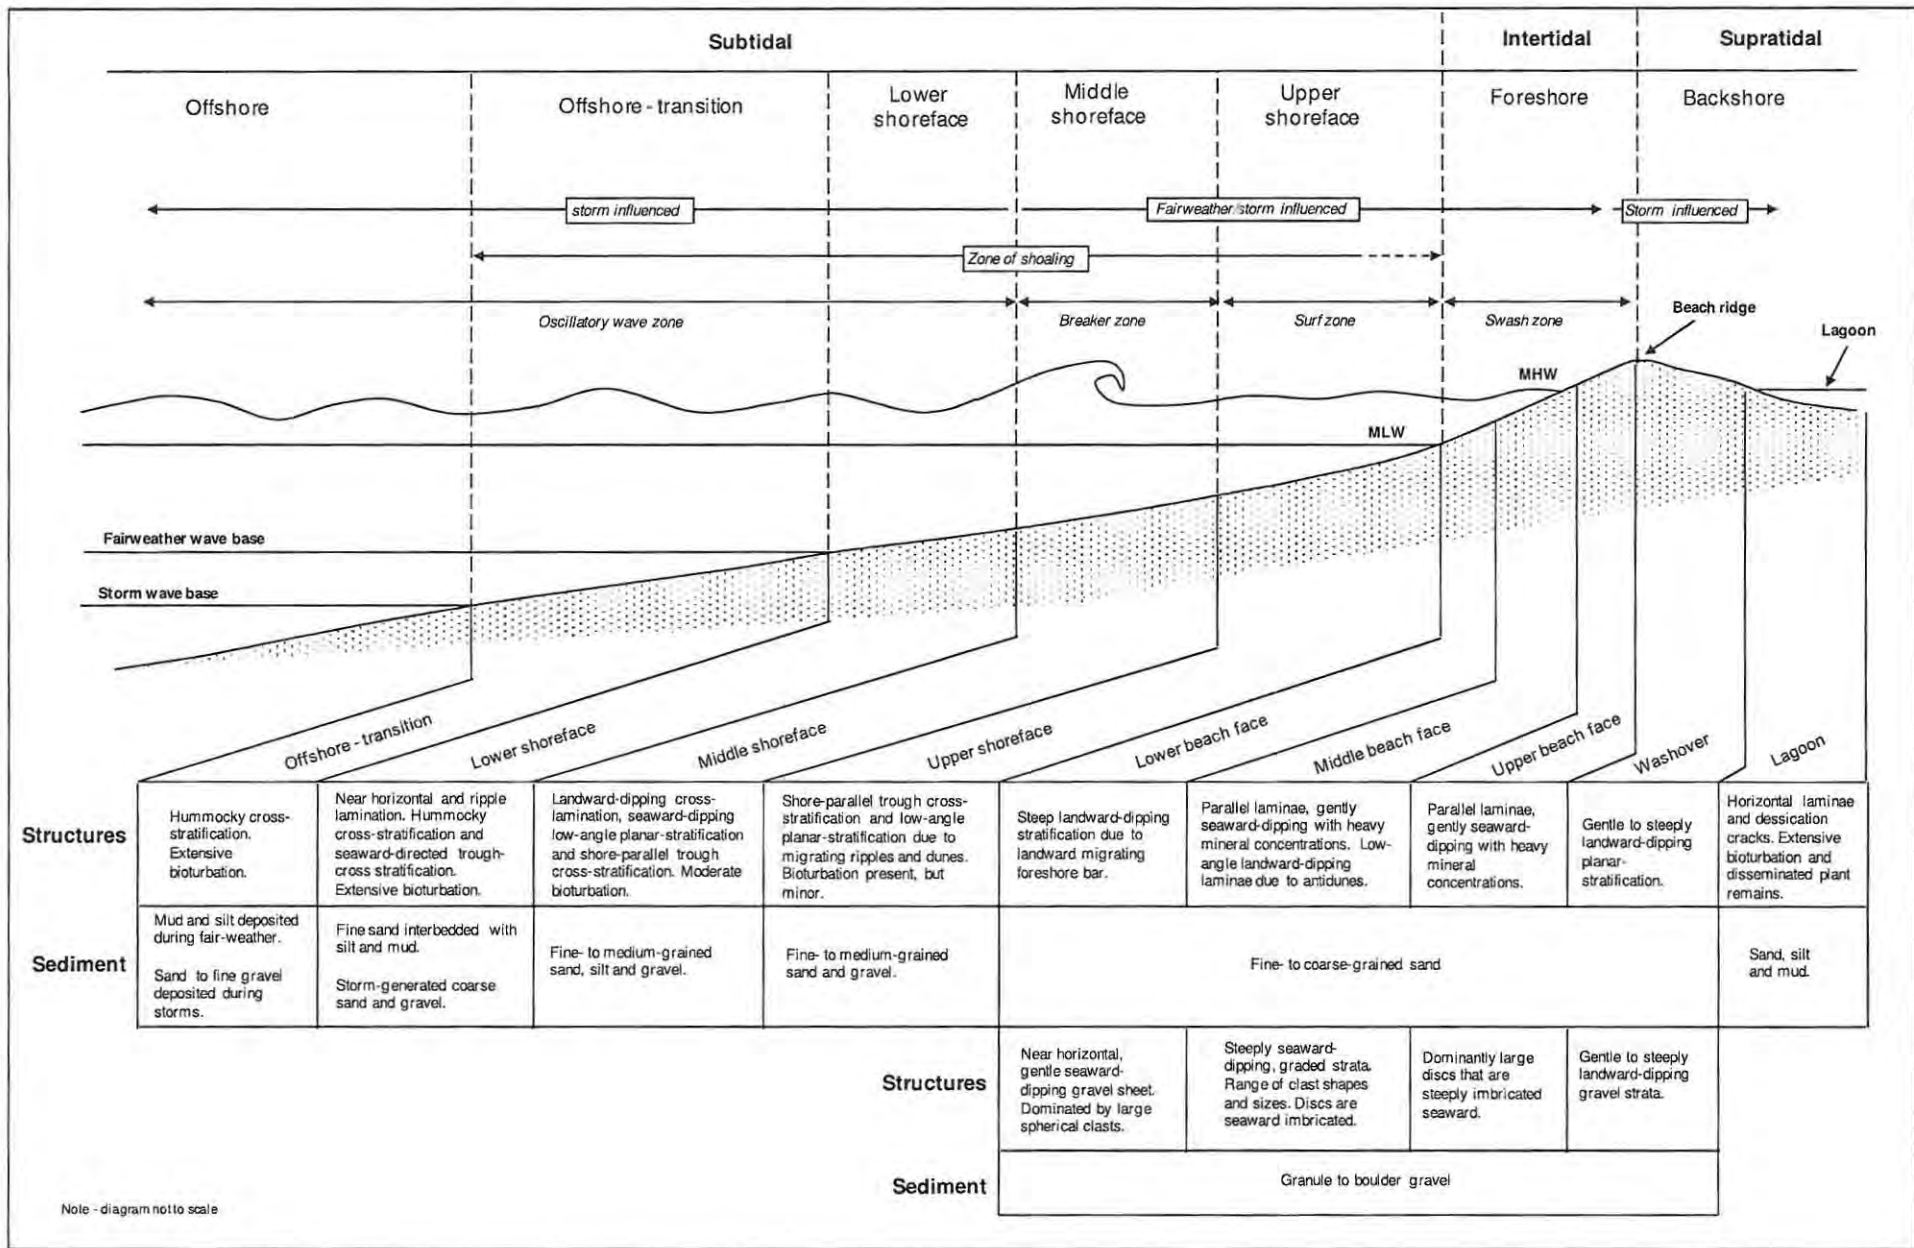 Subtidal
Intertidal
Supratidal
Offshore
Offshore - transition
Lower
shoreface
Middle
shoreface
Upper
shoreface
Foreshore
Backshore
storm influenced
Fairweather/storm influenced
Storm influenced
Zone of shoaling
Oscillatory wave zone
Breaker zone
Surf zone
Swash zone
Beach ridge
Lagoon
MHW
MLW
Fairweather wave base
Storm wave base
Offshore - transition
Lower shoreface
Middle shoreface
Upper shoreface
Lower beach face
Middle beach face
Upper beach face
Washover
Lagoon
Structures
Hummocky cross-
stratification.
Extensive
bioturbation.
Near horizontal and ripple
lamination. Hummocky
cross-stratification and
seaward-directed trough-
cross stratification.
Extensive bioturbation.
Landward-dipping cross-
lamination, seaward-dipping
low-angle planar-stratification
and shore-parallel trough
cross-stratification. Moderate
bioturbation.
Shore-parallel trough cross-
stratification and low-angle
planar-stratification due to
migrating ripples and dunes.
Bioturbation present, but
minor.
Steep landward-dipping
stratification due to
landward migrating
foreshore bar.
Parallel laminae, gently
seaward-dipping with heavy
mineral concentrations. Low-
angle landward-dipping
laminae due to antidunes.
Parallel laminae,
gently seaward-
dipping with heavy
mineral
concentrations.
Gentle to steeply
landward-dipping
planar-
stratification.
Horizontal laminae
and dessication
cracks. Extensive
bioturbation and
disseminated plant
remains.
Sediment
Mud and silt deposited
during fair-weather.
Sand to fine gravel
deposited during
storms.
Fine sand interbedded with
silt and mud.
Storm-generated coarse
sand and gravel.
Fine- to medium-grained
sand, silt and gravel.
Fine- to medium-grained
sand and gravel.
Fine- to coarse-grained sand
Sand, silt
and mud.
Structures
Near horizontal,
gentle seaward-
dipping gravel sheet.
Dominated by large
spherical clasts.
Steeply seaward-
dipping, graded strata.
Range of clast shapes
and sizes. Discs are
seaward imbricated.
Dominantly large
discs that are
steeply imbricated
seaward.
Gentle to steeply
landward-dipping
gravel strata.
Sediment
Granule to boulder gravel
Note - diagram not to scale